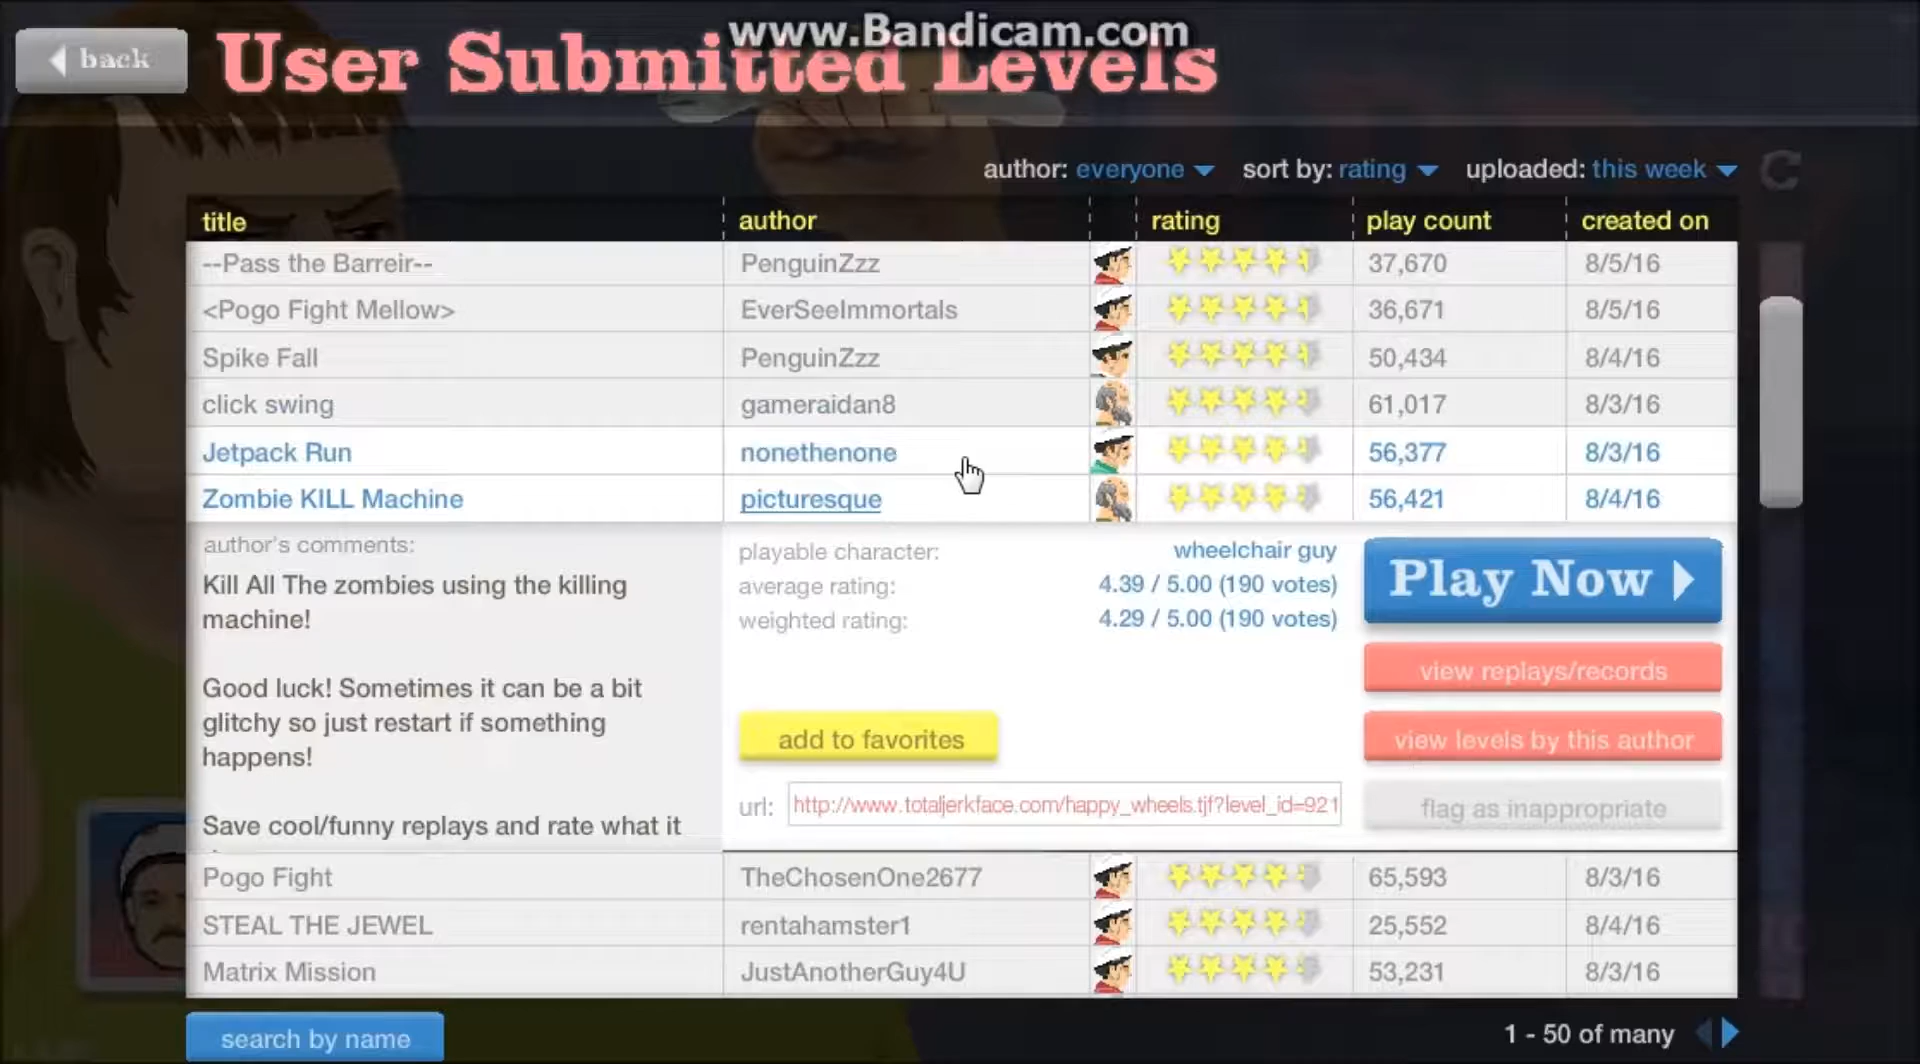 www.Bandicam.com
back
User Submitted Levels
author: everyone sort by: rating uploaded: this week
title author rating play count created on
--Pass the Barreir-- PenguinZzz 37,670 8/5/16
<Pogo Fight Mellow> EverSeeImmortals 36,671 8/5/16
Spike Fall PenguinZzz 50,434 8/4/16
click swing gameraidan8 61,017 8/3/16
Jetpack Run nonethenone 56,377 8/3/16
Zombie KILL Machine picturesque 56,421 8/4/16
author's comments:
Kill All The zombies using the killing
machine!
Good luck! Sometimes it can be a bit
glitchy so just restart if something
happens!
Save cool/funny replays and rate what it
playable character: wheelchair guy
average rating: 4.39 / 5.00 (190 votes)
weighted rating: 4.29 / 5.00 (190 votes)
add to favorites
url: http://www.totaljerkface.com/happy_wheels.tjf?level_id=921
Play Now
view replays/records
view levels by this author
flag as inappropriate
Pogo Fight TheChosenOne2677 65,593 8/3/16
STEAL THE JEWEL rentahamster1 25,552 8/4/16
Matrix Mission JustAnotherGuy4U 53,231 8/3/16
search by name
1 - 50 of many